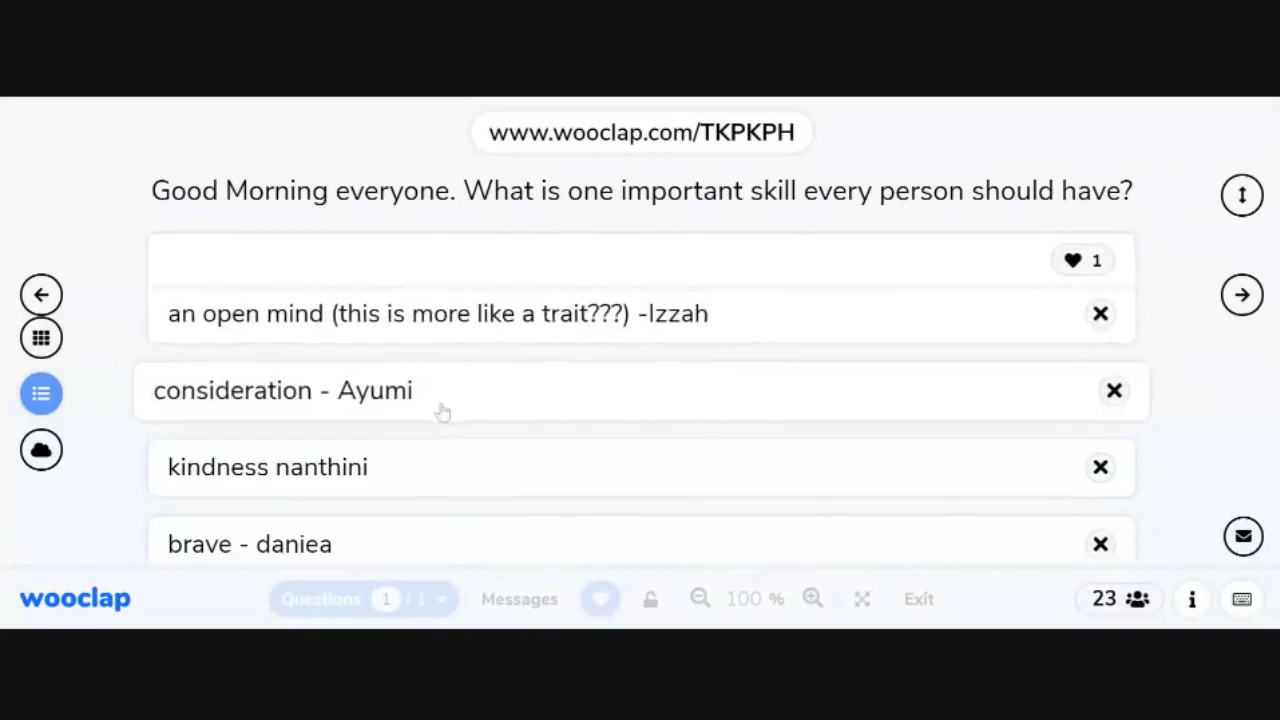 www.wooclap.com/TKPKPH
Good Morning everyone. What is one important skill every person should have?
1
an open mind (this is more like a trait???) -Izzah
consideration - Ayumi
kindness nanthini
brave - daniea
wooclap
Questions 1 / 1
Messages
100 %
Exit
23
i